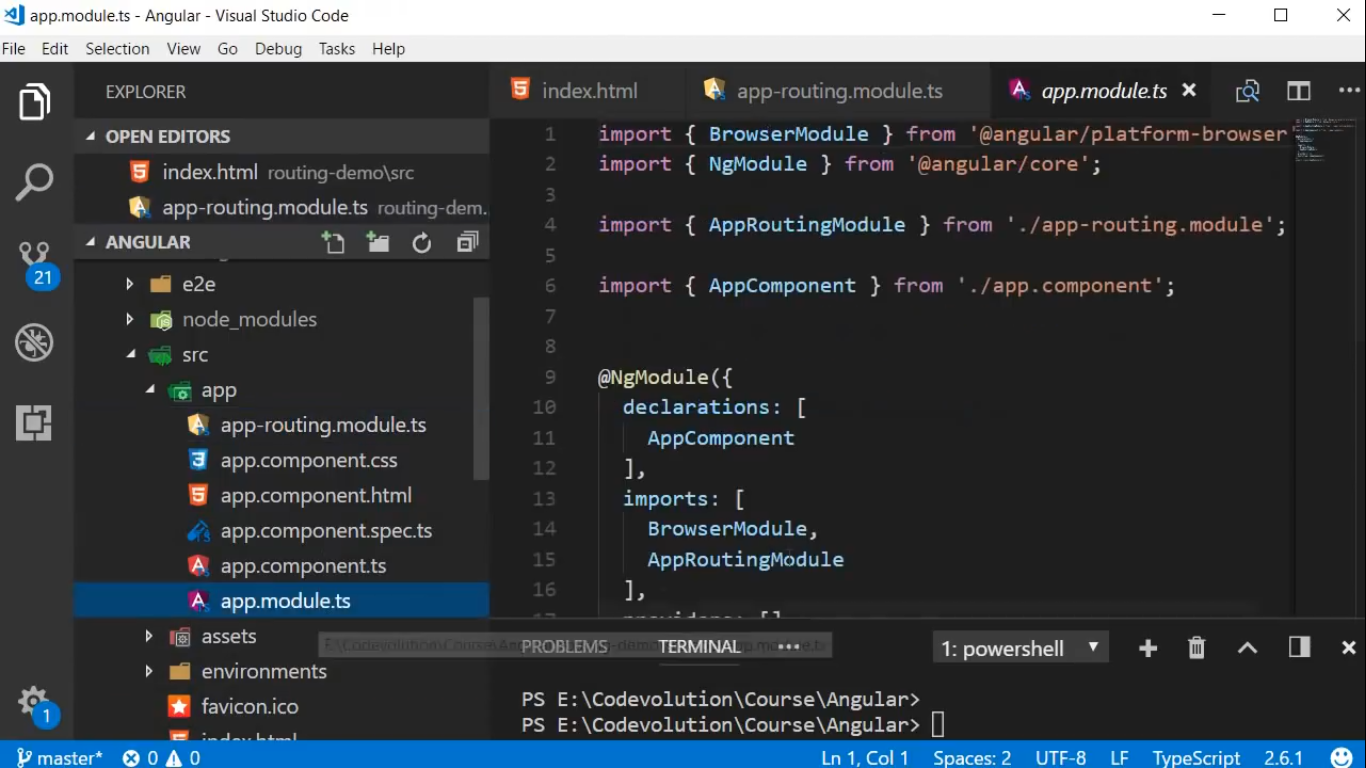 app.module.ts - Angular - Visual Studio Code
File Edit Selection View Go Debug Tasks Help
EXPLORER
OPEN EDITORS
index.html routing-demo\src
app-routing.module.ts routing-dem...
ANGULAR
e2e
node_modules
src
app
app-routing.module.ts
app.component.css
app.component.html
app.component.spec.ts
app.component.ts
app.module.ts
assets
environments
favicon.ico
index.html
21
1
index.html app-routing.module.ts app.module.ts
1 import { BrowserModule } from '@angular/platform-browser'
2 import { NgModule } from '@angular/core';
3
4 import { AppRoutingModule } from './app-routing.module';
5
6 import { AppComponent } from './app.component';
7
8
9 @NgModule({
10 declarations: [
11 AppComponent
12 ],
13 imports: [
14 BrowserModule,
15 AppRoutingModule
16 ],
17 providers: []
PROBLEMS TERMINAL ••• 1: powershell
PS E:\Codevolution\Course\Angular>
PS E:\Codevolution\Course\Angular>
master* 0 0 Ln 1, Col 1 Spaces: 2 UTF-8 LF TypeScript 2.6.1